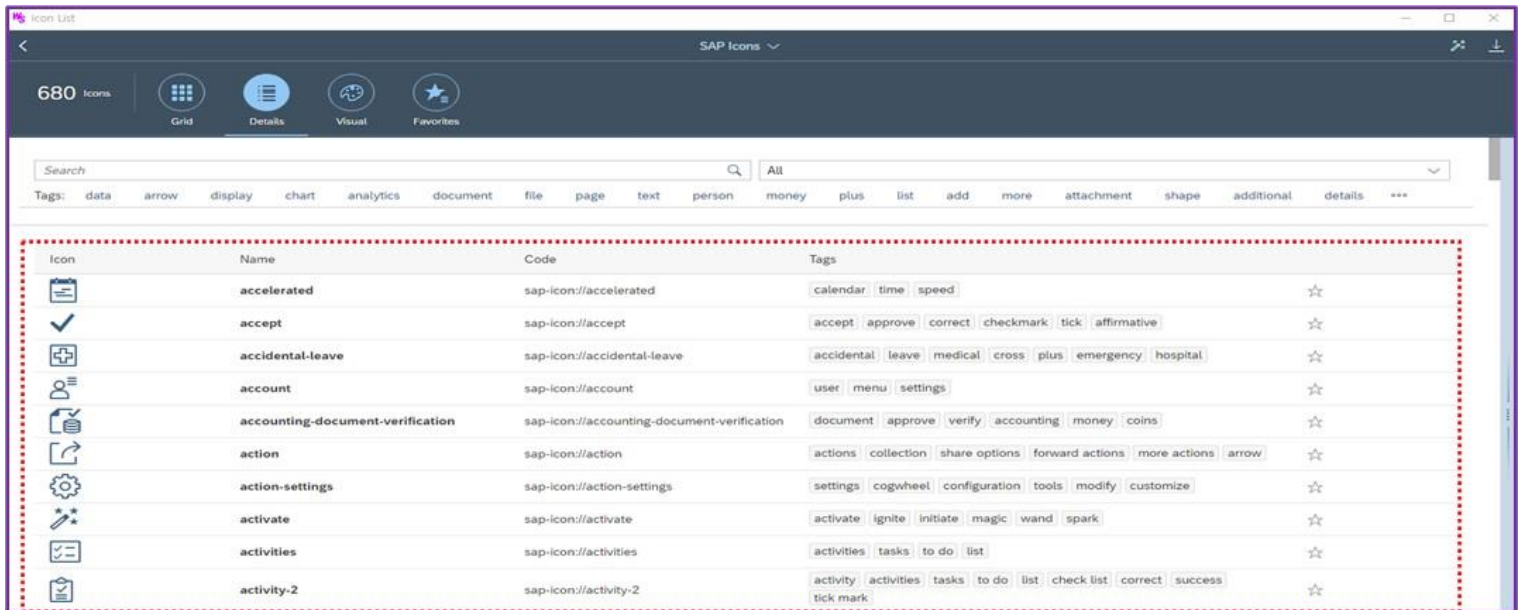 Icon List
SAP Icons
680 Icons
Grid Details Visual Favorites
Search All
Tags: data arrow display chart analytics document file page text person money plus list add more attachment shape additional details •••
Icon Name Code Tags
accelerated sap-icon://accelerated calendar time speed
accept sap-icon://accept accept approve correct checkmark tick affirmative
accidental-leave sap-icon://accidental-leave accidental leave medical cross plus emergency hospital
account sap-icon://account user menu settings
accounting-document-verification sap-icon://accounting-document-verification document approve verify accounting money coins
action sap-icon://action actions collection share options forward actions more actions arrow
action-settings sap-icon://action-settings settings cogwheel configuration tools modify customize
activate sap-icon://activate activate ignite initiate magic wand spark
activities sap-icon://activities activities tasks to do list
activity-2 sap-icon://activity-2 activity activities tasks to do list check list correct success
tick mark